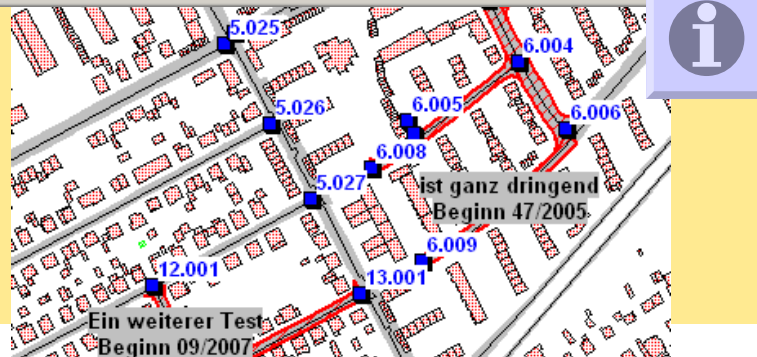 5.025
6.004
5.026
6.005
6.006
6.008
5.027
ist ganz dringend
Beginn 47/2005
6.009
12.001
13.001
Ein weiterer Test
Beginn 09/2007
i